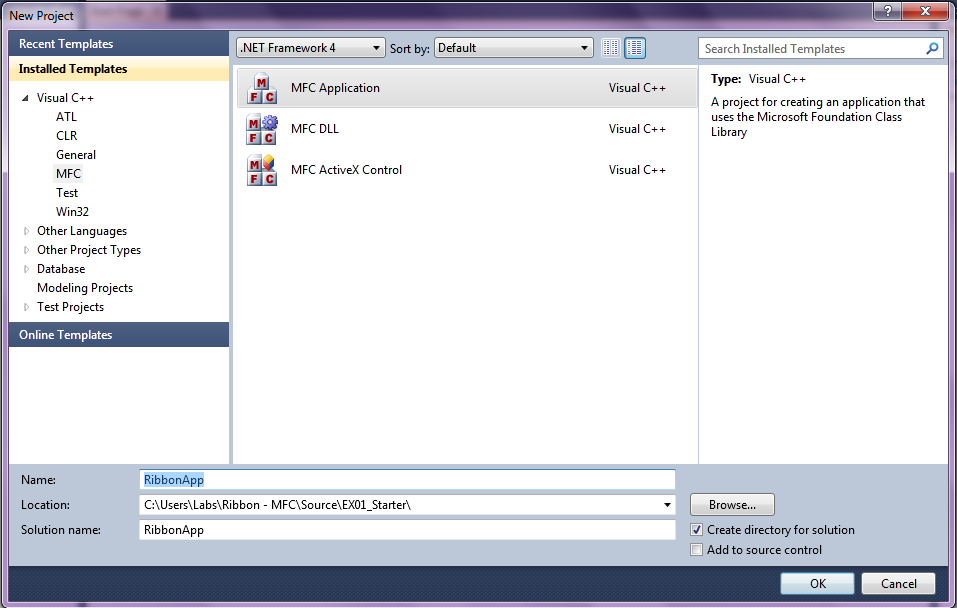 New Project
?
Recent Templates
Installed Templates
Visual C++
ATL
CLR
General
MFC
Test
Win32
Other Languages
Other Project Types
Database
Modeling Projects
Test Projects
Online Templates
.NET Framework 4 Sort by: Default
MFC Application Visual C++
MFC DLL Visual C++
MFC ActiveX Control Visual C++
Search Installed Templates
Type: Visual C++
A project for creating an application that
uses the Microsoft Foundation Class
Library
Name: RibbonApp
Location: C:\Users\Labs\Ribbon - MFC\Source\EX01_Starter\ Browse...
Solution name: RibbonApp
Create directory for solution
Add to source control
OK Cancel